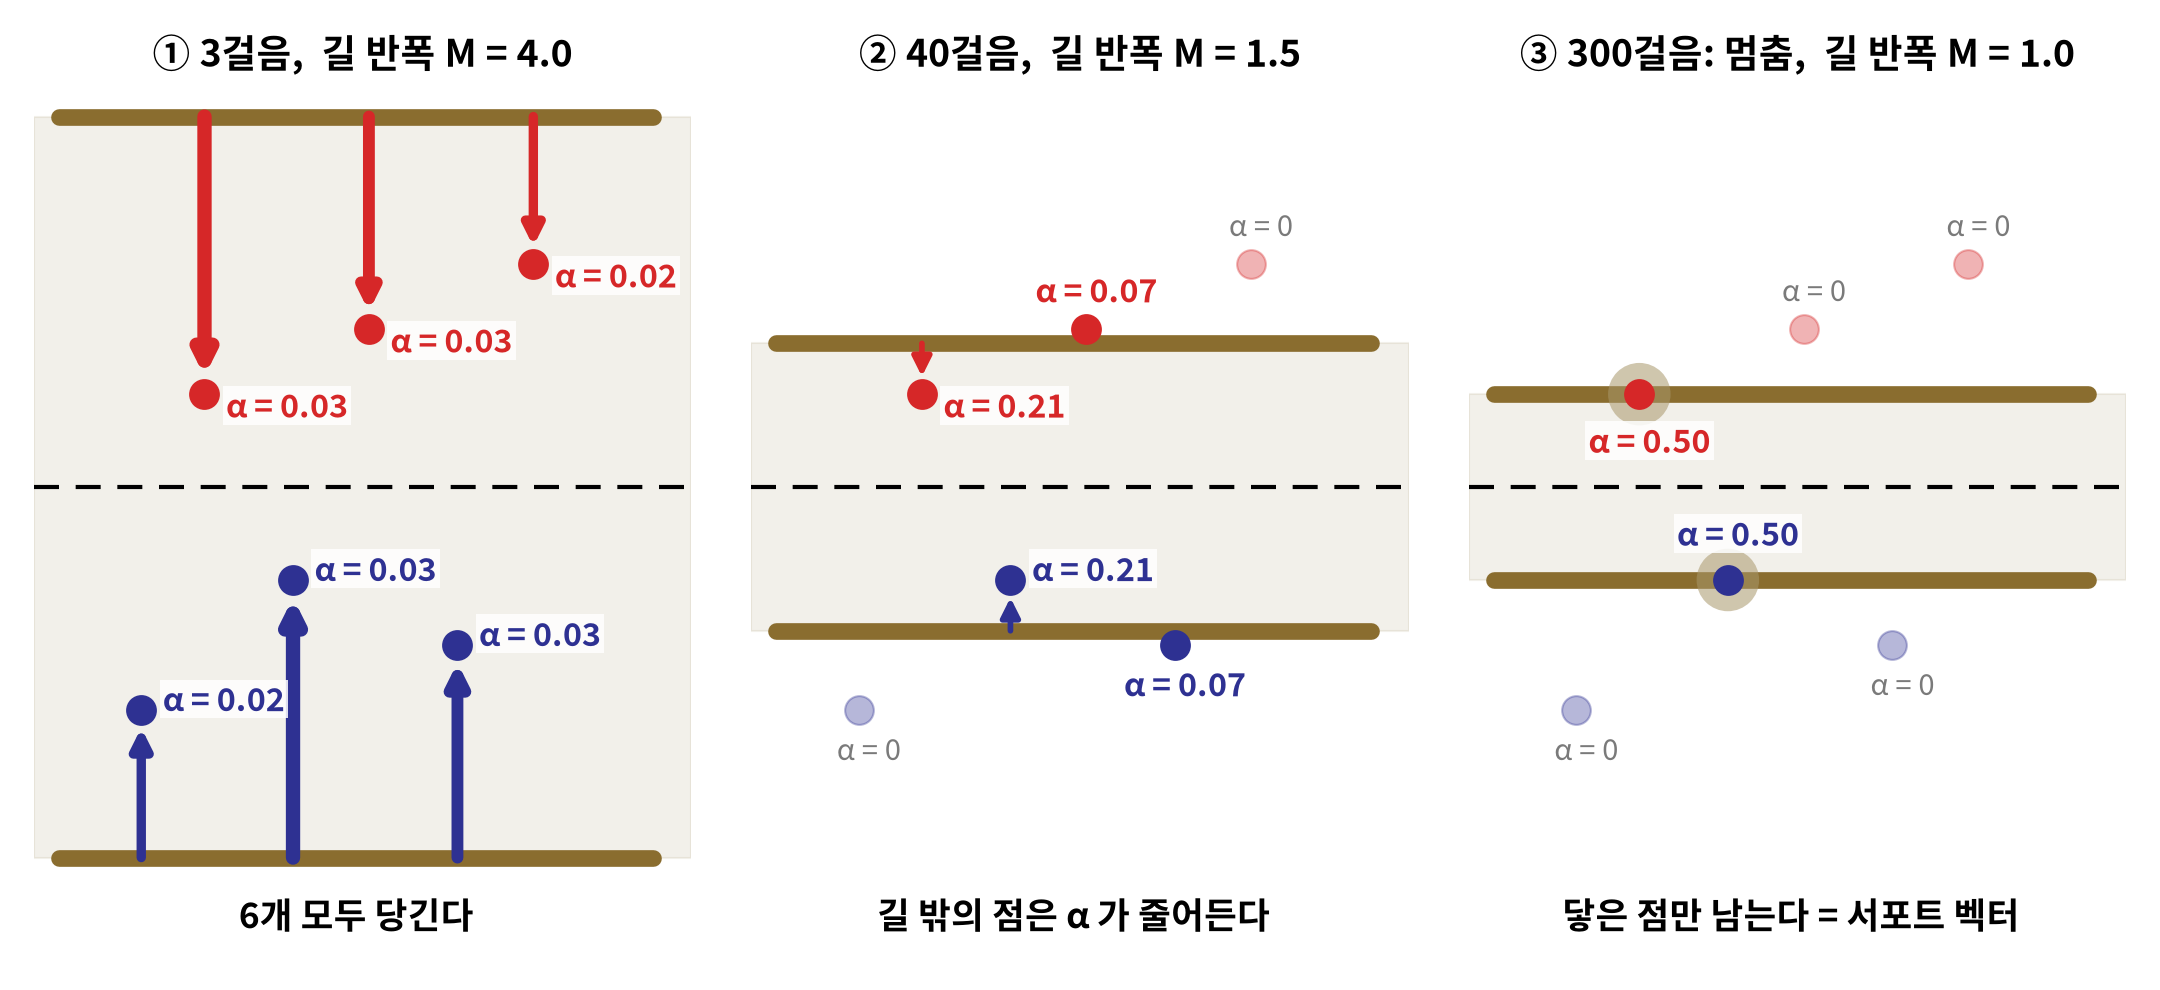 ① 3걸음, 길 반폭 M = 4.0
α = 0.02
α = 0.03
α = 0.03
α = 0.03
α = 0.03
α = 0.02
6개 모두 당긴다
② 40걸음, 길 반폭 M = 1.5
α = 0
α = 0.07
α = 0.21
α = 0.21
α = 0.07
α = 0
길 밖의 점은 α 가 줄어든다
③ 300걸음: 멈춤, 길 반폭 M = 1.0
α = 0
α = 0
α = 0.50
α = 0.50
α = 0
α = 0
닿은 점만 남는다 = 서포트 벡터